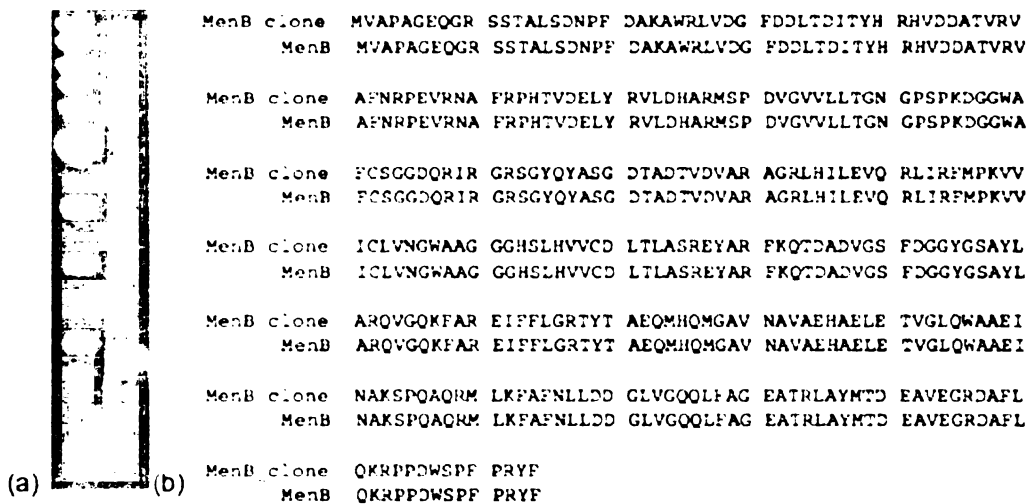 MenB clone MVAPAGEQGR SSTALSDNPF DAKAWRLVDG FDDLTDITYH RHVDDATVRV
MenB MVAPAGEQGR SSTALSDNPF DAKAWRLVDG FDDLTDITYH RHVDDATVRV
MenB clone AFNRPEVRNA FRPHTVDELY RVLDHARMSP DVGVVLLTGN GPSPKDGGWA
MenB AFNRPEVRNA FRPHTVDELY RVLDHARMSP DVGVVLLTGN GPSPKDGGWA
MenB clone FCSGGDQRIR GRSGYQYASG DTADTVDVAR AGRLHILEVQ RLIRFMPKVV
MenB FCSGGDQRIR GRSGYQYASG DTADTVDVAR AGRLHILEVQ RLIRFMPKVV
MenB clone ICLVNGWAAG GGHSLHVVCD LTLASREYAR FKQTDADVGS FDGGYGSAYL
MenB ICLVNGWAAG GGHSLHVVCD LTLASREYAR FKQTDADVGS FDGGYGSAYL
MenB clone ARQVGQKFAR EIFFLGRTYT AEQMHQMGAV NAVAEHAELE TVGLQWAAEI
MenB ARQVGQKFAR EIFFLGRTYT AEQMHQMGAV NAVAEHAELE TVGLQWAAEI
MenB clone NAKSPQAQRM LKFAFNLLDD GLVGQQLFAG EATRLAYMTD EAVEGRDAFL
MenB NAKSPQAQRM LKFAFNLLDD GLVGQQLFAG EATRLAYMTD EAVEGRDAFL
MenB clone QKRPPDWSPF PRYF
(a) (b) MenB QKRPPDWSPF PRYF